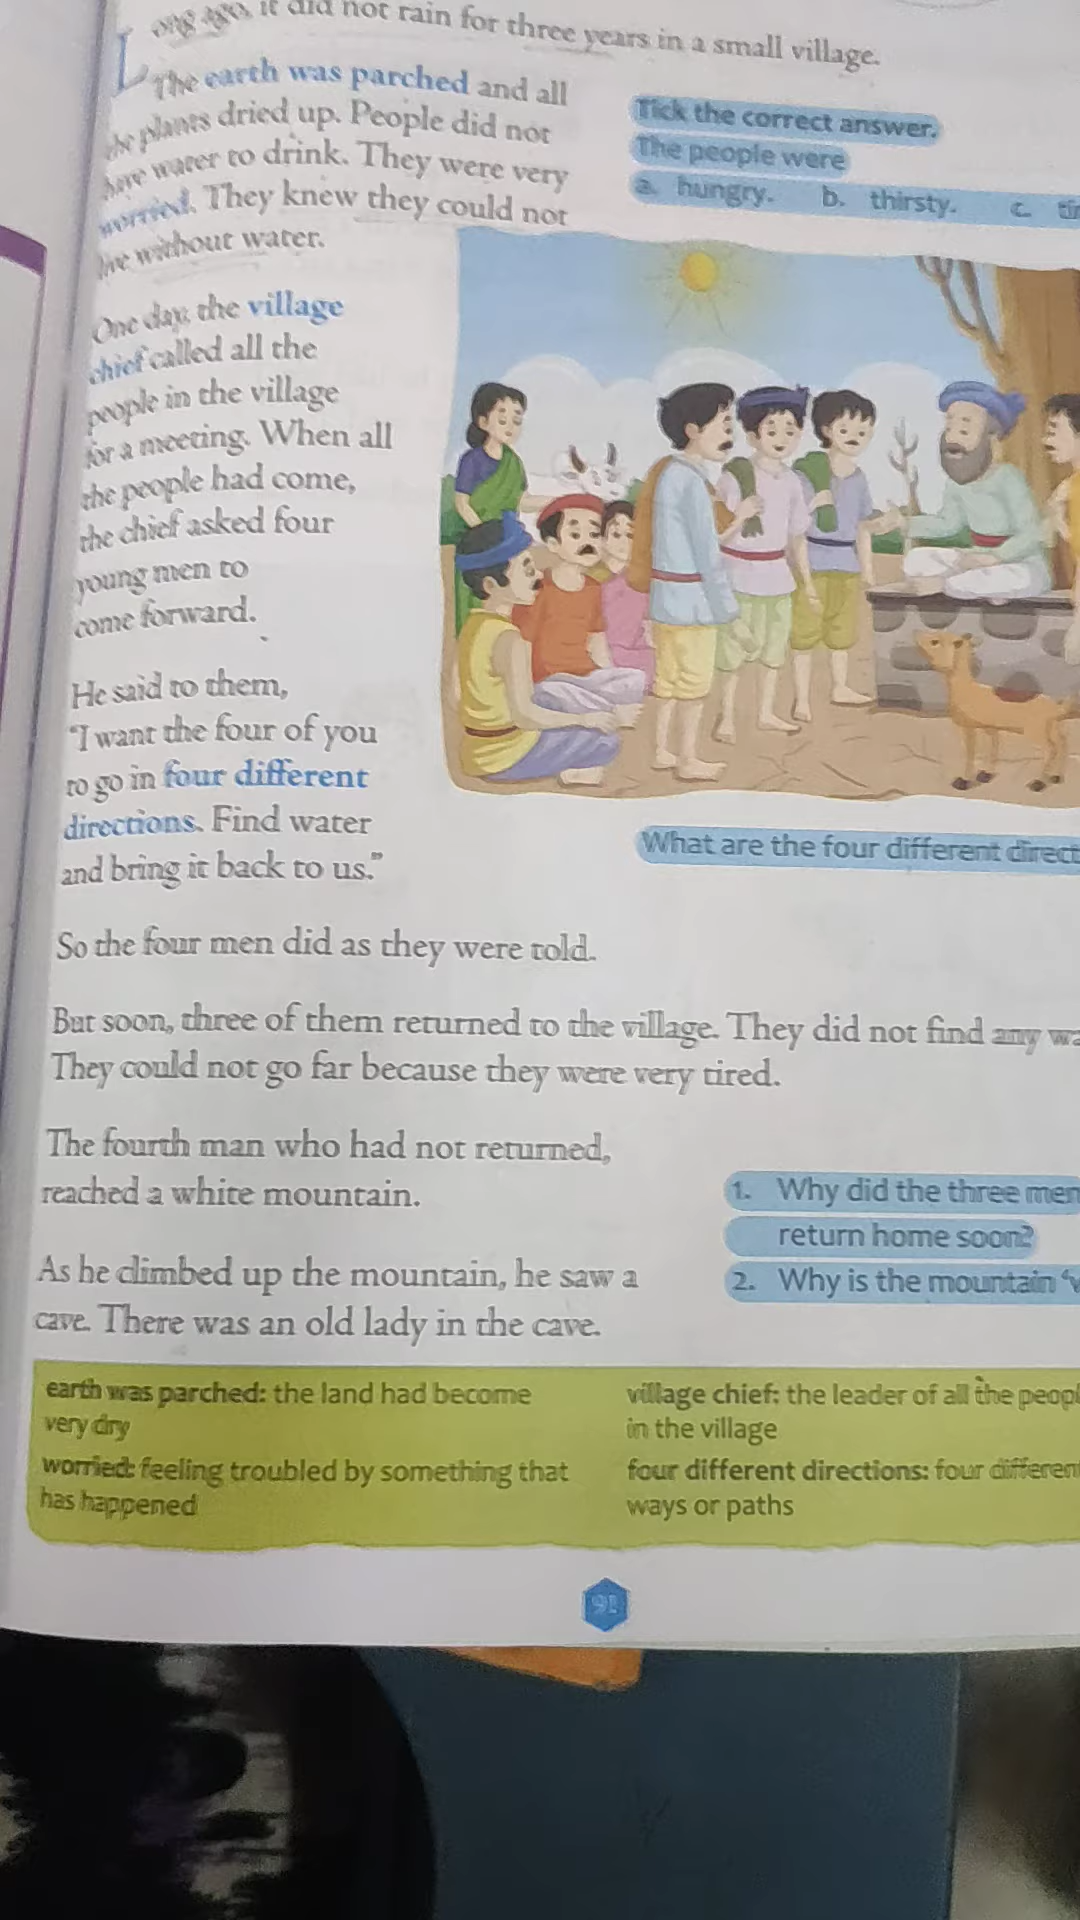 ong ago, it did not rain for three years in a small village.
The earth was parched and all
the plants dried up. People did not
have water to drink. They were very
worried. They knew they could not
live without water.
Tick the correct answer.
The people were
a. hungry. b. thirsty. c.
One day, the village
chief called all the
people in the village
for a meeting. When all
the people had come,
the chief asked four
young men to
come forward.
He said to them,
“I want the four of you
to go in four different
directions. Find water
and bring it back to us.”
What are the four different direct
So the four men did as they were told.
But soon, three of them returned to the village. They did not find any wa
They could not go far because they were very tired.
The fourth man who had not returned,
reached a white mountain.
1. Why did the three men
return home soon?
2. Why is the mountain
As he climbed up the mountain, he saw a
cave. There was an old lady in the cave.
earth was parched: the land had become
very dry
worried: feeling troubled by something that
has happened
village chief: the leader of all the peopl
in the village
four different directions: four different
ways or paths
91